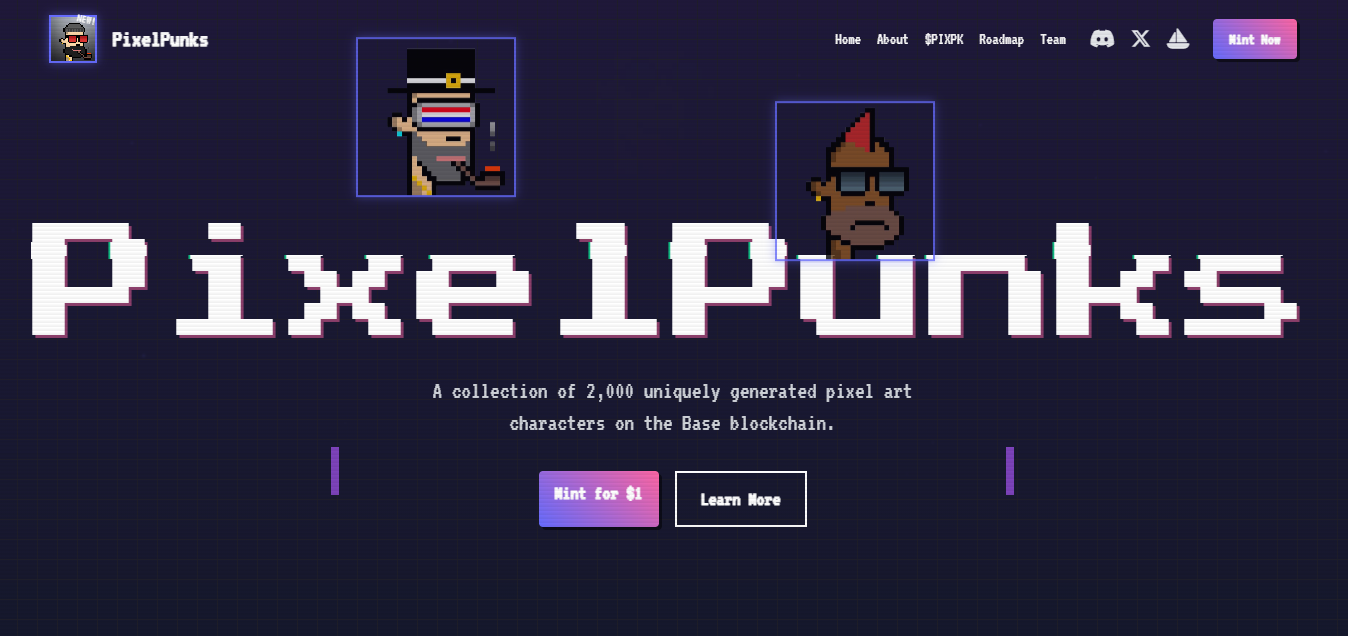 NEW!
PixelPunks
Home About $PIXPK Roadmap Team
Mint Now
PixelPunks
A collection of 2,000 uniquely generated pixel art
characters on the Base blockchain.
Mint for $1
Learn More